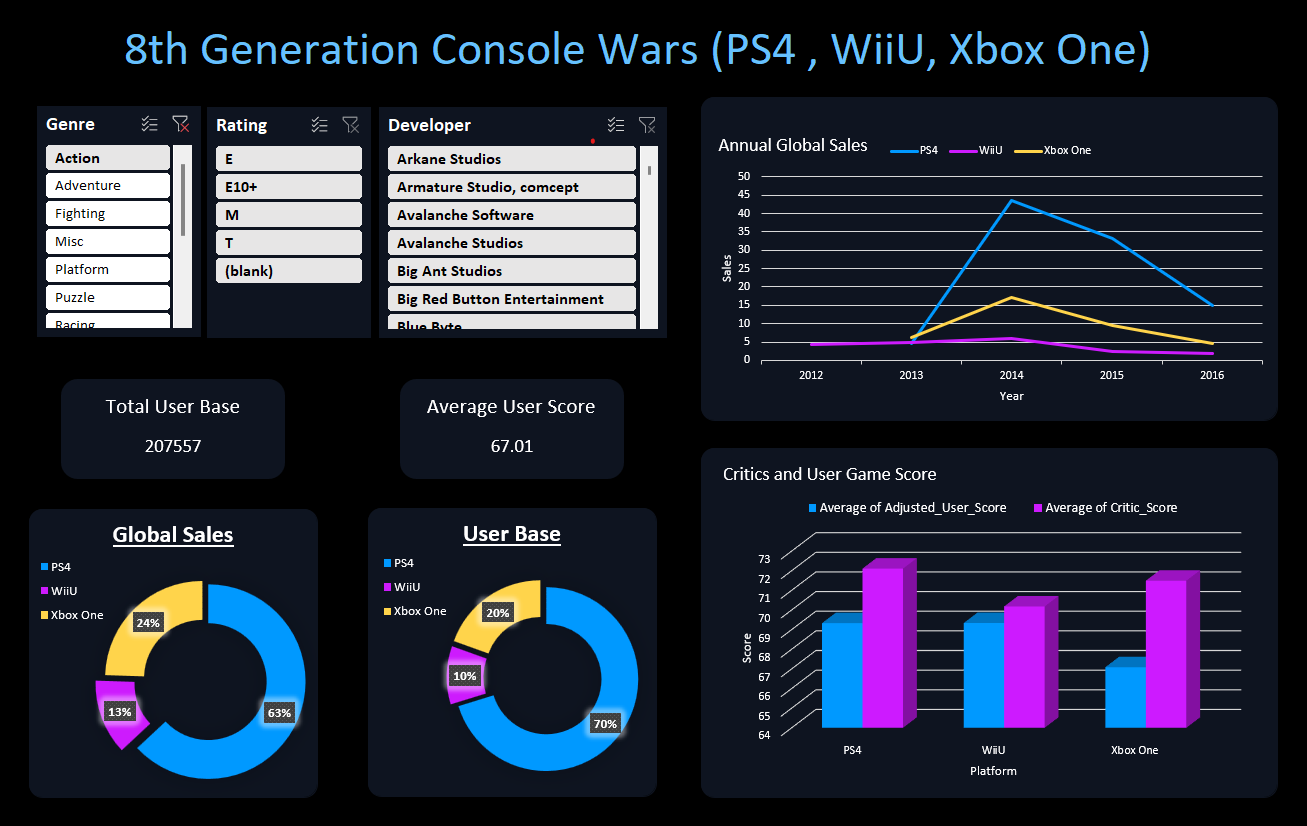 8th Generation Console Wars (PS4 , WiiU, Xbox One)
Genre
Action
Adventure
Fighting
Misc
Platform
Puzzle
Racing
Rating
E
E10+
M
T
(blank)
Developer
Arkane Studios
Armature Studio, comcept
Avalanche Software
Avalanche Studios
Big Ant Studios
Big Red Button Entertainment
Blue Byte
Annual Global Sales
PS4
WiiU
Xbox One
50
45
40
35
30
25
20
15
10
5
0
Sales
2012
2013
2014
2015
2016
Year
Total User Base
207557
Average User Score
67.01
Global Sales
PS4
WiiU
Xbox One
24%
13%
63%
User Base
PS4
WiiU
Xbox One
20%
10%
70%
Critics and User Game Score
Average of Adjusted_User_Score
Average of Critic_Score
73
72
71
70
69
68
67
66
65
64
Score
PS4
WiiU
Xbox One
Platform